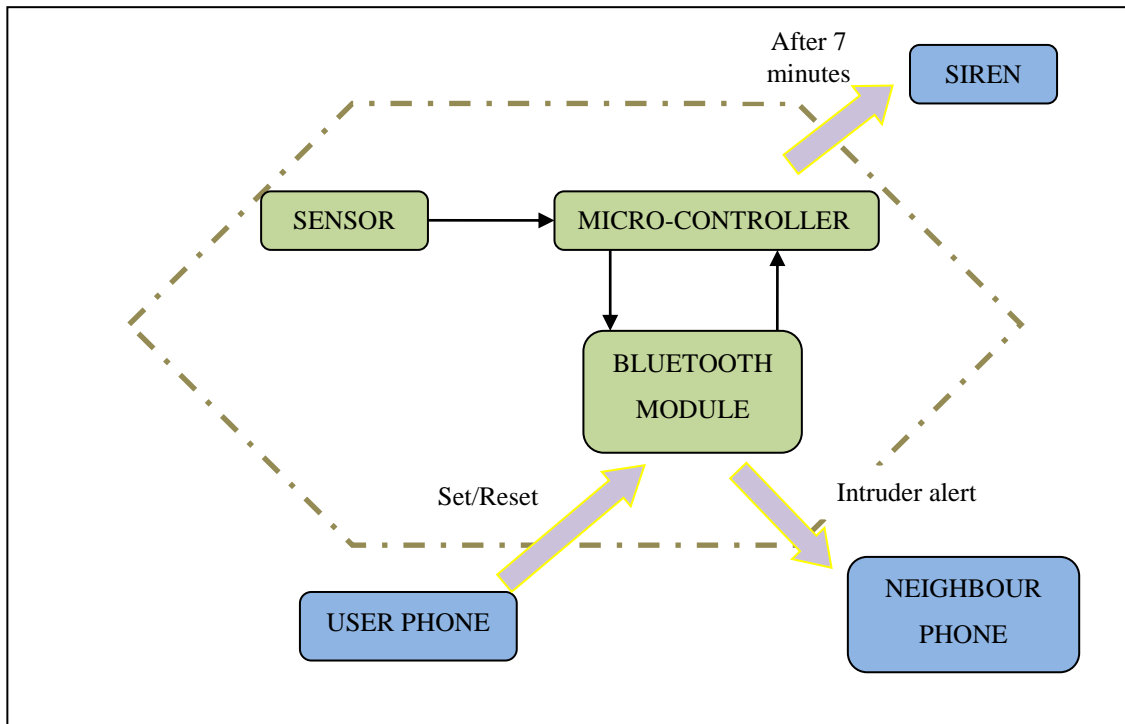 After 7
minutes
SIREN
SENSOR
MICRO-CONTROLLER
BLUETOOTH
MODULE
Set/Reset
Intruder alert
USER PHONE
NEIGHBOUR
PHONE